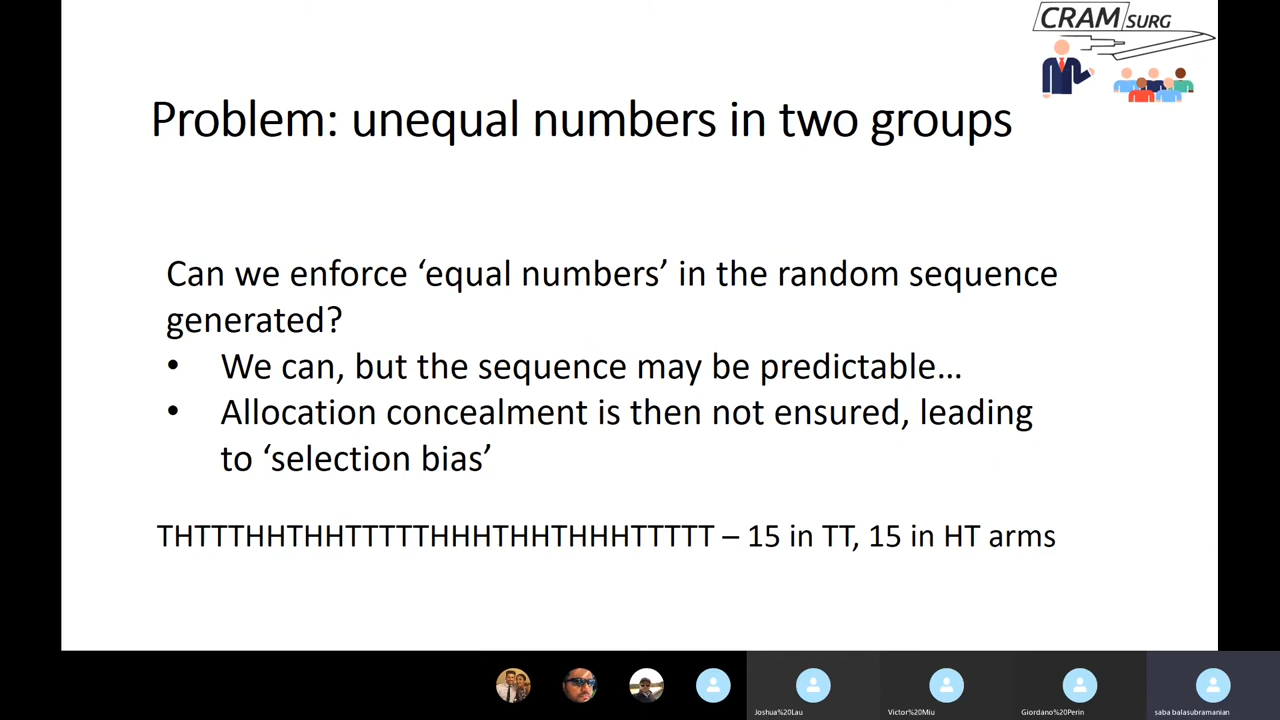 CRAM SURG
Problem: unequal numbers in two groups
Can we enforce ‘equal numbers’ in the random sequence
generated?
• We can, but the sequence may be predictable…
• Allocation concealment is then not ensured, leading
to ‘selection bias’
THTTTHHTHHTTTTTHHHTHHTHHHTTTTT – 15 in TT, 15 in HT arms
Joshua%20Lau
Victor%20Miu
Giordano%20Perin
saba balasubramanian